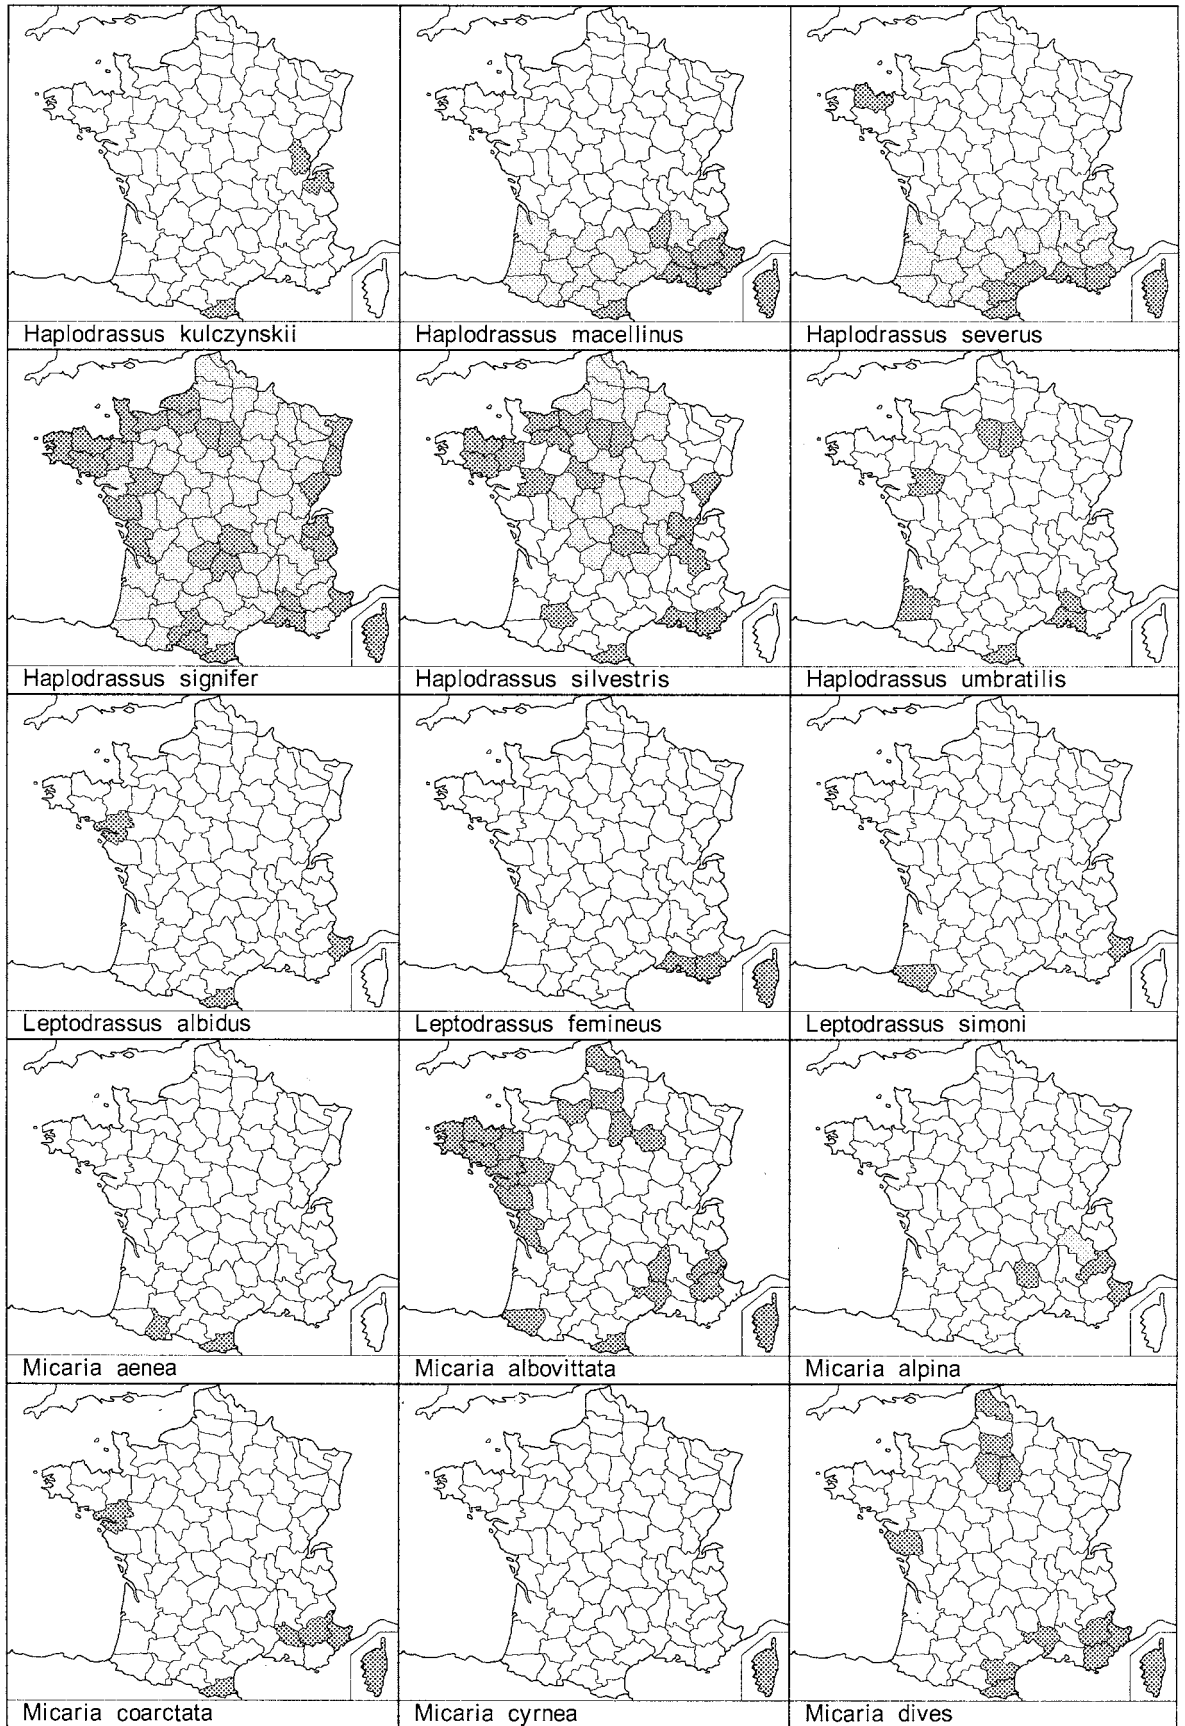 Haplodrassus kulczynskii
Haplodrassus macellinus
Haplodrassus severus
Haplodrassus signifer
Haplodrassus silvestris
Haplodrassus umbratilis
Leptodrassus albidus
Leptodrassus femineus
Leptodrassus simoni
Micaria aenea
Micaria albovittata
Micaria alpina
Micaria coarctata
Micaria cyrnea
Micaria dives